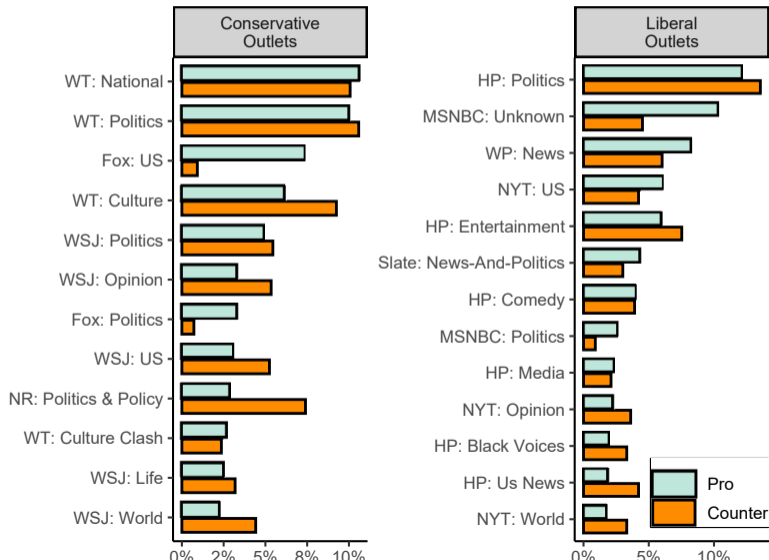 Conservative
Outlets
WT: National
WT: Politics
Fox: US
WT: Culture
WSJ: Politics
WSJ: Opinion
Fox: Politics
WSJ: US
NR: Politics & Policy
WT: Culture Clash
WSJ: Life
WSJ: World
0% 2% 5% 8% 10%
Liberal
Outlets
HP: Politics
MSNBC: Unknown
WP: News
NYT: US
HP: Entertainment
Slate: News-And-Politics
HP: Comedy
MSNBC: Politics
HP: Media
NYT: Opinion
HP: Black Voices
HP: Us News
NYT: World
0% 5% 10%
Pro
Counter